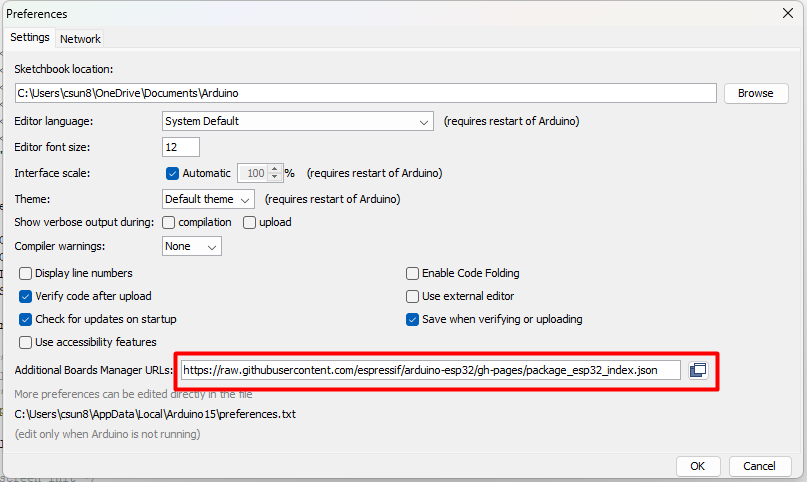 Preferences
Settings Network
Sketchbook location:
C:\Users\csun8\OneDrive\Documents\Arduino Browse
Editor language: System Default (requires restart of Arduino)
Editor font size: 12
Interface scale: Automatic 100 % (requires restart of Arduino)
Theme: Default theme (requires restart of Arduino)
Show verbose output during: compilation upload
Compiler warnings: None
Display line numbers Enable Code Folding
Verify code after upload Use external editor
Check for updates on startup Save when verifying or uploading
Use accessibility features
Additional Boards Manager URLs: https://raw.githubusercontent.com/espressif/arduino-esp32/gh-pages/package_esp32_index.json
More preferences can be edited directly in the file
C:\Users\csun8\AppData\Local\Arduino15\preferences.txt
(edit only when Arduino is not running)
OK Cancel